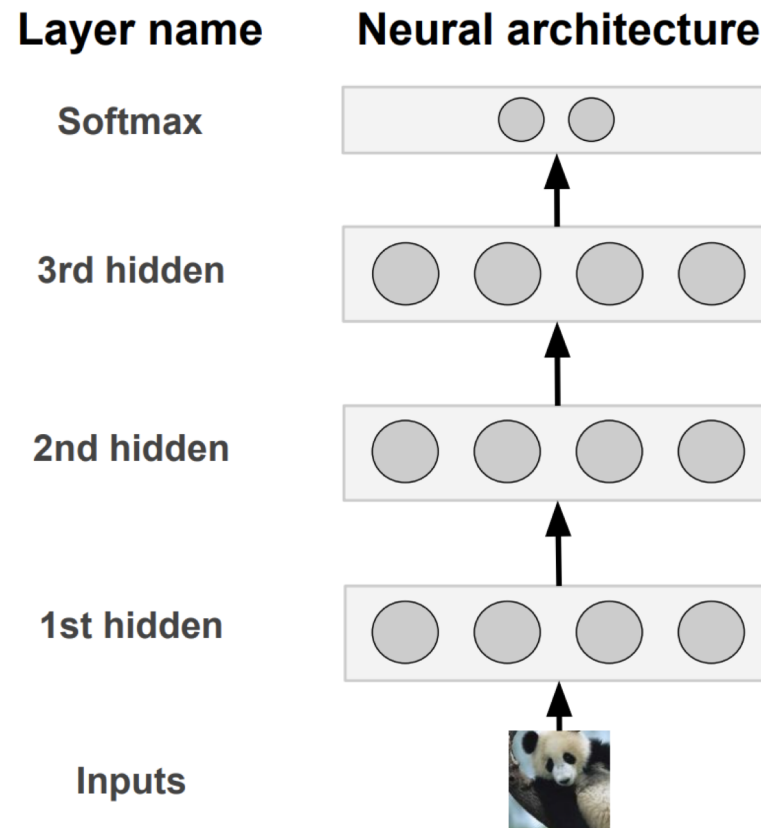 Layer name Neural architecture
Softmax
3rd hidden
2nd hidden
1st hidden
Inputs